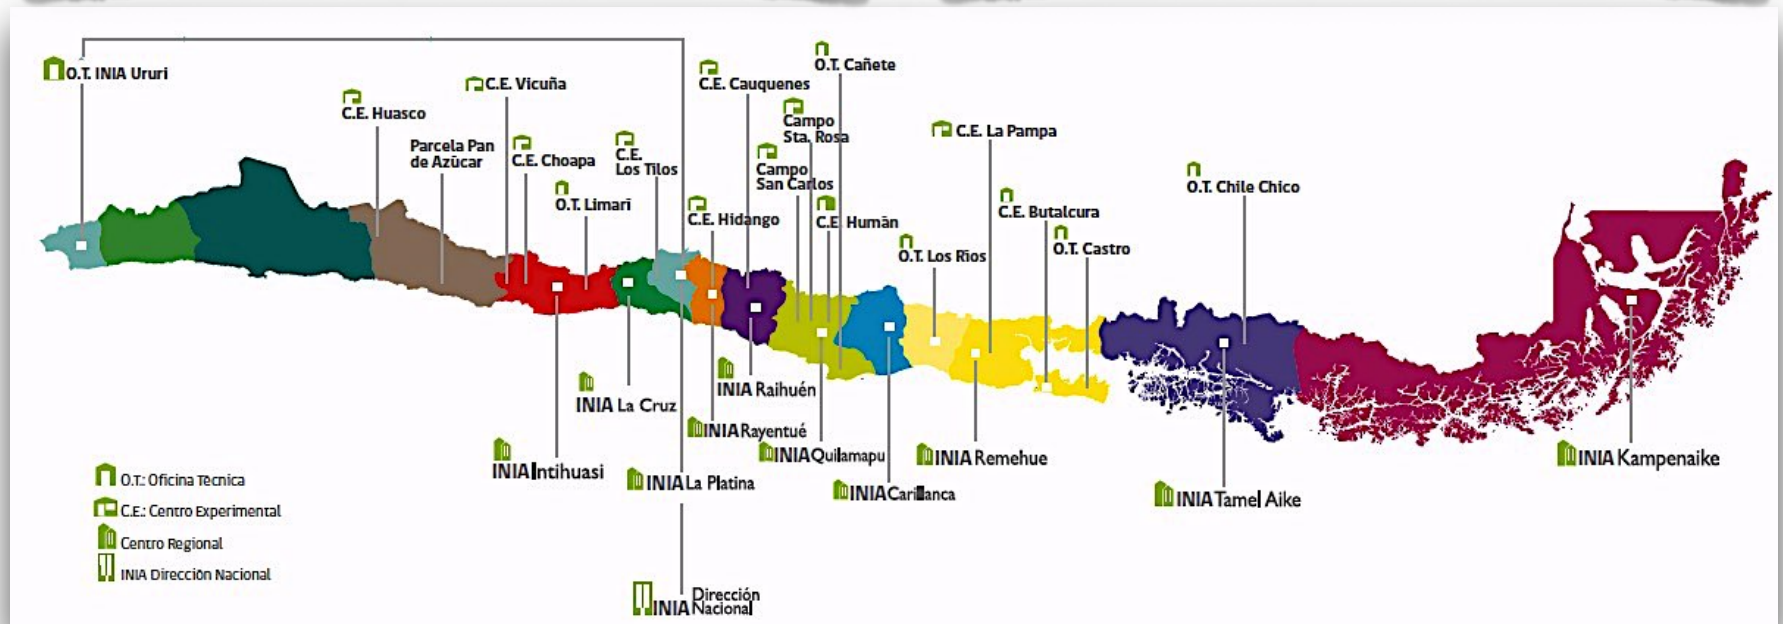 O.T. INIA Ururi
C.E. Huasco
Parcela Pan
de Azúcar
C.E. Vicuña
C.E. Choapa
O.T. Limarí
C.E.
Los Tilos
C.E. Hidango
C.E. Cauquenes
Campo
San Carlos
Campo
Sta. Rosa
C.E. Humán
O.T. Cañete
O.T. Los Ríos
C.E. La Pampa
C.E. Butalcura
O.T. Castro
O.T. Chile Chico
INIA Intihuasi
INIA La Cruz
INIA La Platina
INIA Rayentué
INIA Raihuén
INIA Quilamapu
INIA Carillanca
INIA Remehue
INIA Tamel Aike
INIA Kampenaike
INIA Dirección
Nacional
O.T.: Oficina Técnica
C.E.: Centro Experimental
Centro Regional
INIA Dirección Nacional